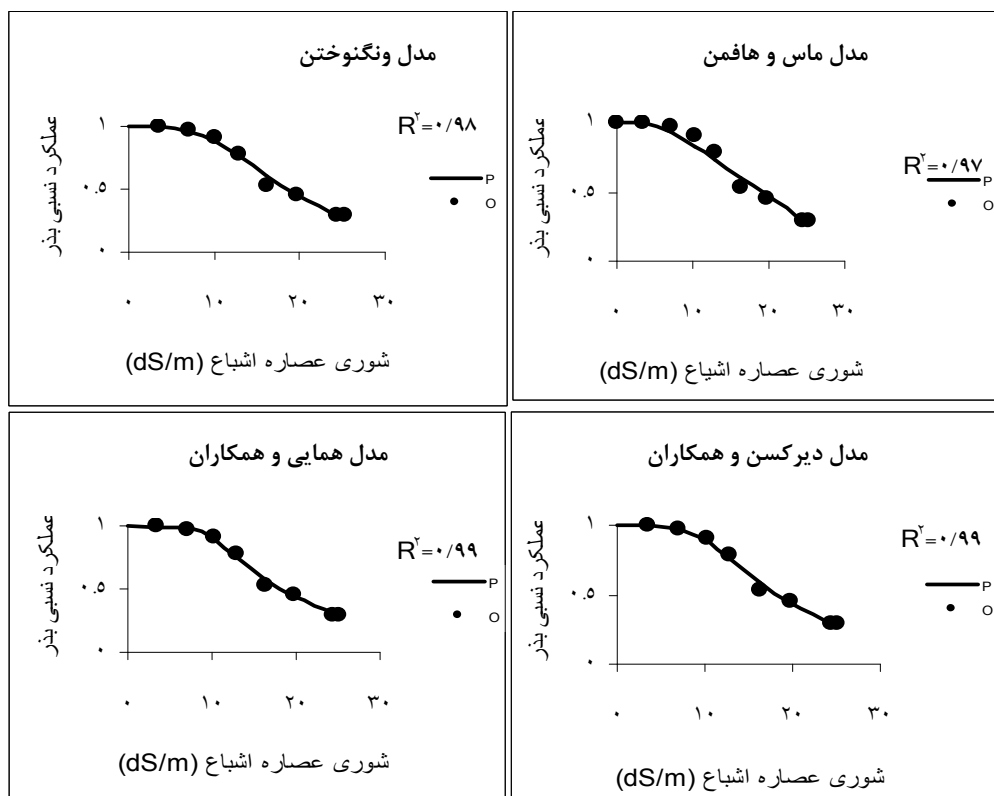 مدل ماس و هافمن
R۲=۰/۹۷
P
O
عملکرد نسبی بذر
۱
۰.۵
۰
۰ ۱۰ ۲۰ ۳۰
شوری عصاره اشیاع (dS/m)
مدل ونگنوختن
R۲=۰/۹۸
P
O
عملکرد نسبی بذر
۱
۰.۵
۰
۰ ۱۰ ۲۰ ۳۰
شوری عصاره اشباع (dS/m)
مدل دیرکسن و همکاران
R۲=۰/۹۹
P
O
عملکرد نسبی بذر
۱
۰.۵
۰
۰ ۱۰ ۲۰ ۳۰
شوری عصاره اشباع (dS/m)
مدل همایی و همکاران
R۲=۰/۹۹
P
O
عملکرد نسبی بذر
۱
۰.۵
۰
۰ ۱۰ ۲۰ ۳۰
شوری عصاره اشباع (dS/m)